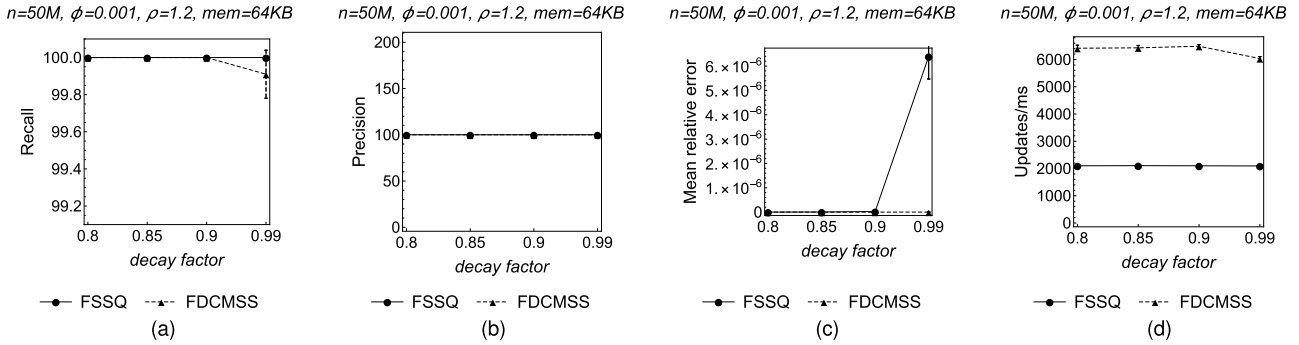 n=50M, ϕ=0.001, ρ=1.2, mem=64KB
100.0
99.8
99.6
99.4
99.2
Recall
0.8 0.85 0.9 0.99
decay factor
FSSQ FDCMSS
(a)
n=50M, ϕ=0.001, ρ=1.2, mem=64KB
200
150
100
50
0
Precision
0.8 0.85 0.9 0.99
decay factor
FSSQ FDCMSS
(b)
n=50M, ϕ=0.001, ρ=1.2, mem=64KB
6.×10⁻⁶
5.×10⁻⁶
4.×10⁻⁶
3.×10⁻⁶
2.×10⁻⁶
1.×10⁻⁶
0
Mean relative error
0.8 0.85 0.9 0.99
decay factor
FSSQ FDCMSS
(c)
n=50M, ϕ=0.001, ρ=1.2, mem=64KB
6000
5000
4000
3000
2000
1000
0
Updates/ms
0.8 0.85 0.9 0.99
decay factor
FSSQ FDCMSS
(d)